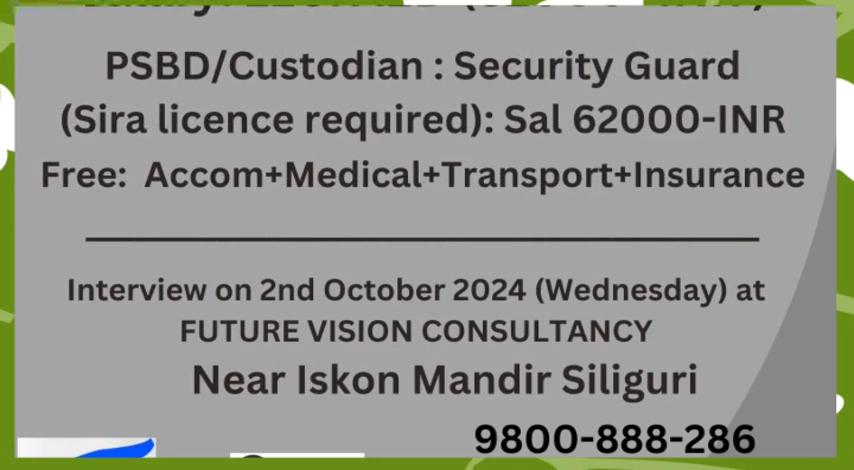 PSBD/Custodian : Security Guard
(Sira licence required): Sal 62000-INR
Free: Accom+Medical+Transport+Insurance
Interview on 2nd October 2024 (Wednesday) at
FUTURE VISION CONSULTANCY
Near Iskon Mandir Siliguri
9800-888-286